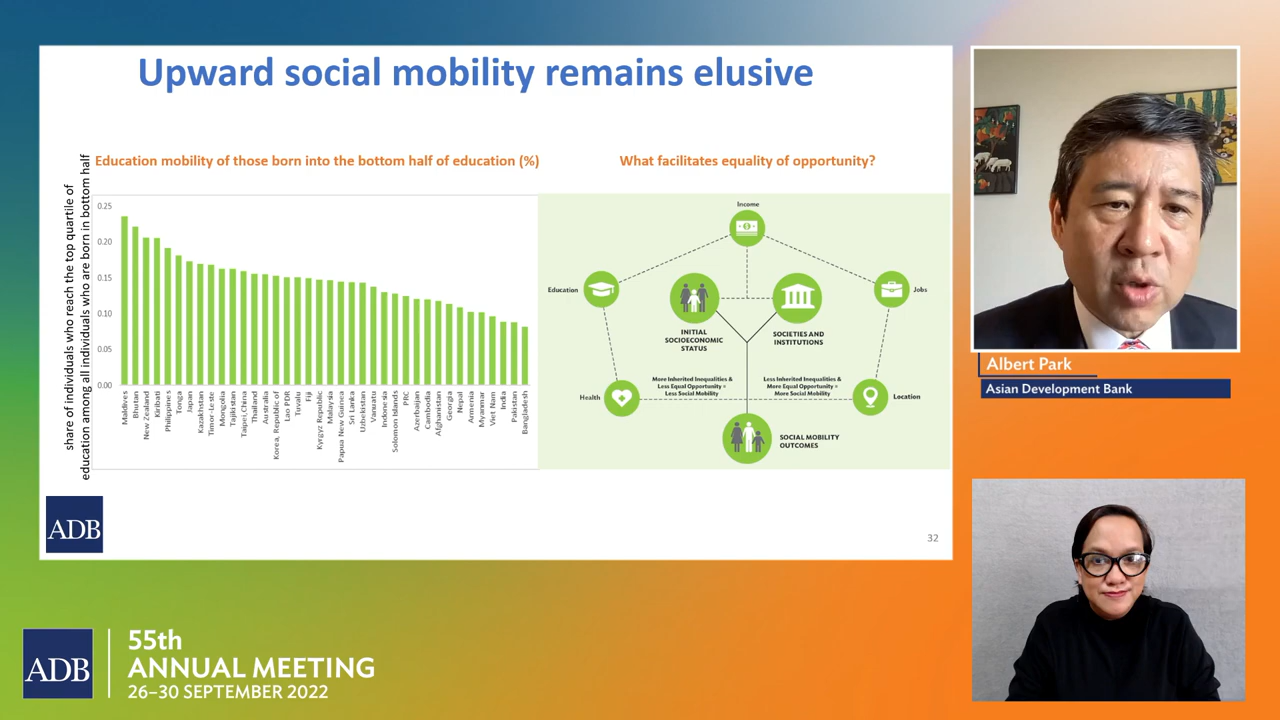 Upward social mobility remains elusive
Education mobility of those born into the bottom half of education (%)
share of individuals who reach the top quartile of
education among all individuals who are born in bottom half
0.25
0.20
0.15
0.10
0.05
0.00
Maldives
Bhutan
New Zealand
Kiribati
Philippines
Tonga
Japan
Kazakhstan
Timor-Leste
Mongolia
Tajikistan
Taipei,China
Thailand
Australia
Korea, Republic of
Lao PDR
Tuvalu
Fiji
Kyrgyz Republic
Malaysia
Papua New Guinea
Sri Lanka
Uzbekistan
Vanuatu
Indonesia
Solomon Islands
PRC
Azerbaijan
Cambodia
Afghanistan
Georgia
Nepal
Armenia
Myanmar
Viet Nam
India
Pakistan
Bangladesh
What facilitates equality of opportunity?
Income
Education
Jobs
INITIAL
SOCIOECONOMIC
STATUS
SOCIETIES AND
INSTITUTIONS
More Inherited Inequalities &
Less Equal Opportunity =
Less Social Mobility
Less Inherited Inequalities &
More Equal Opportunity =
More Social Mobility
Health
Location
SOCIAL MOBILITY
OUTCOMES
ADB
32
Albert Park
Asian Development Bank
ADB
55th
ANNUAL MEETING
26–30 SEPTEMBER 2022